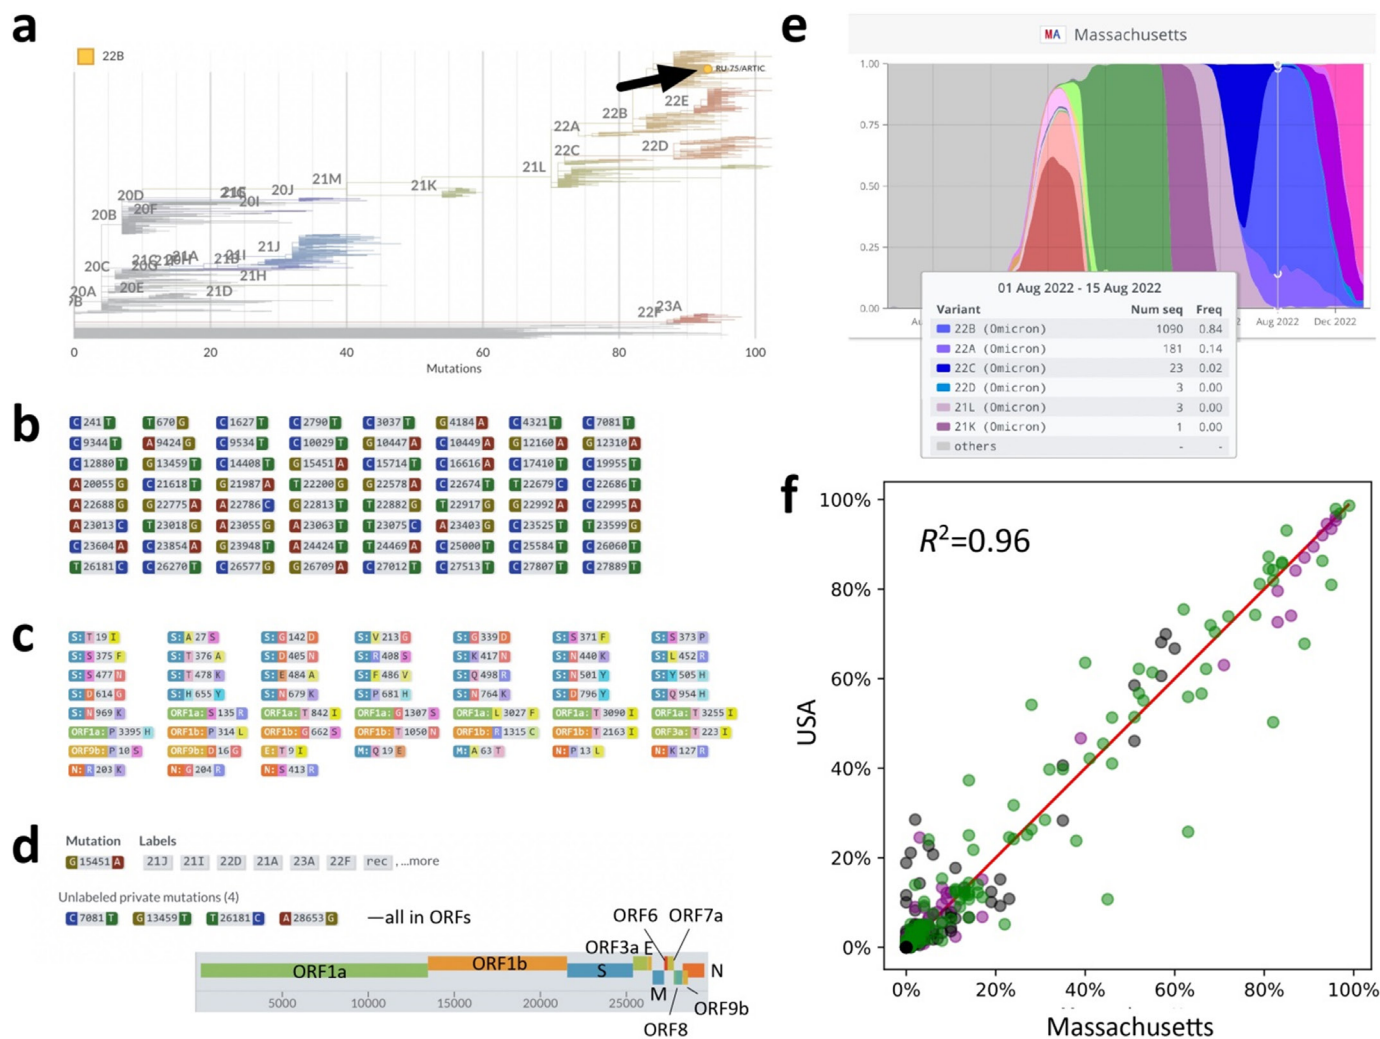 a
22B
RU-75/ARTIC
22E
22B
22A
22D
22C
21L
21M
21K
20J
20D
20I
20F
20B
21J
21I
20C
20G
21H
20E
21D
20A
23A
22F
0 20 40 60 80 100
Mutations
b
C 241 T T 670 G C 1627 T C 2790 T C 3037 T G 4184 A C 4321 T C 7081 T
C 9344 T A 9424 G C 9534 T C 10029 T G 10447 A C 10449 A G 12160 A G 12310 A
C 12880 T G 13459 T C 14408 T G 15451 A C 15714 T C 16616 A C 17410 T C 19955 T
A 20055 G C 21618 T G 21987 A T 22200 G G 22578 A C 22674 T T 22679 C C 22686 T
A 22688 G G 22775 A A 22786 C G 22813 T T 22882 G T 22917 G G 22992 A C 22995 A
A 23013 C T 23018 G A 23055 G A 23063 T T 23075 C A 23403 G C 23525 T T 23599 G
C 23604 A C 23854 A G 23948 T A 24424 T T 24469 A C 25000 T C 25584 T C 26060 T
T 26181 C C 26270 T C 26577 G G 26709 A C 27012 T C 27513 T C 27807 T C 27889 T
c
S: T 19 I S: A 27 S S: G 142 D S: V 213 G S: G 339 D S: S 371 F S: S 373 P
S: S 375 F S: T 376 A S: D 405 N S: R 408 S S: K 417 N S: N 440 K S: L 452 R
S: S 477 N S: T 478 K S: E 484 A S: F 486 V S: Q 498 R S: N 501 Y S: Y 505 H
S: D 614 G S: H 655 Y S: N 679 K S: P 681 H S: N 764 K S: D 796 Y S: Q 954 H
S: N 969 K ORF1a: S 135 R ORF1a: T 842 I ORF1a: G 1307 S ORF1a: L 3027 F ORF1a: T 3090 I ORF1a: T 3255 I
ORF1a: P 3395 H ORF1b: P 314 L ORF1b: G 662 S ORF1b: T 1050 N ORF1b: R 1315 C ORF1b: T 2163 I ORF3a: T 223 I
ORF9b: P 10 S ORF9b: D 16 G E: T 9 I M: Q 19 E M: A 63 T N: P 13 L N: K 127 R
N: R 203 K N: G 204 R N: S 413 R
d
Mutation Labels
G 15451 A 21J 21I 22D 21A 23A 22F rec , ...more
Unlabeled private mutations (4)
C 7081 T G 13459 T T 26181 C A 28653 G —all in ORFs
ORF6 ORF7a
ORF3a E
ORF1a ORF1b S N
M
ORF9b
ORF8
5000 10000 15000 20000 25000
e
MA Massachusetts
1.00
0.75
0.50
0.25
0.00
Aug 2022 Dec 2022
01 Aug 2022 - 15 Aug 2022
Variant Num seq Freq
22B (Omicron) 1090 0.84
22A (Omicron) 181 0.14
22C (Omicron) 23 0.02
22D (Omicron) 3 0.00
21L (Omicron) 3 0.00
21K (Omicron) 1 0.00
others - -
f
R²=0.96
100%
80%
60%
40%
20%
0%
USA
0% 20% 40% 60% 80% 100%
Massachusetts